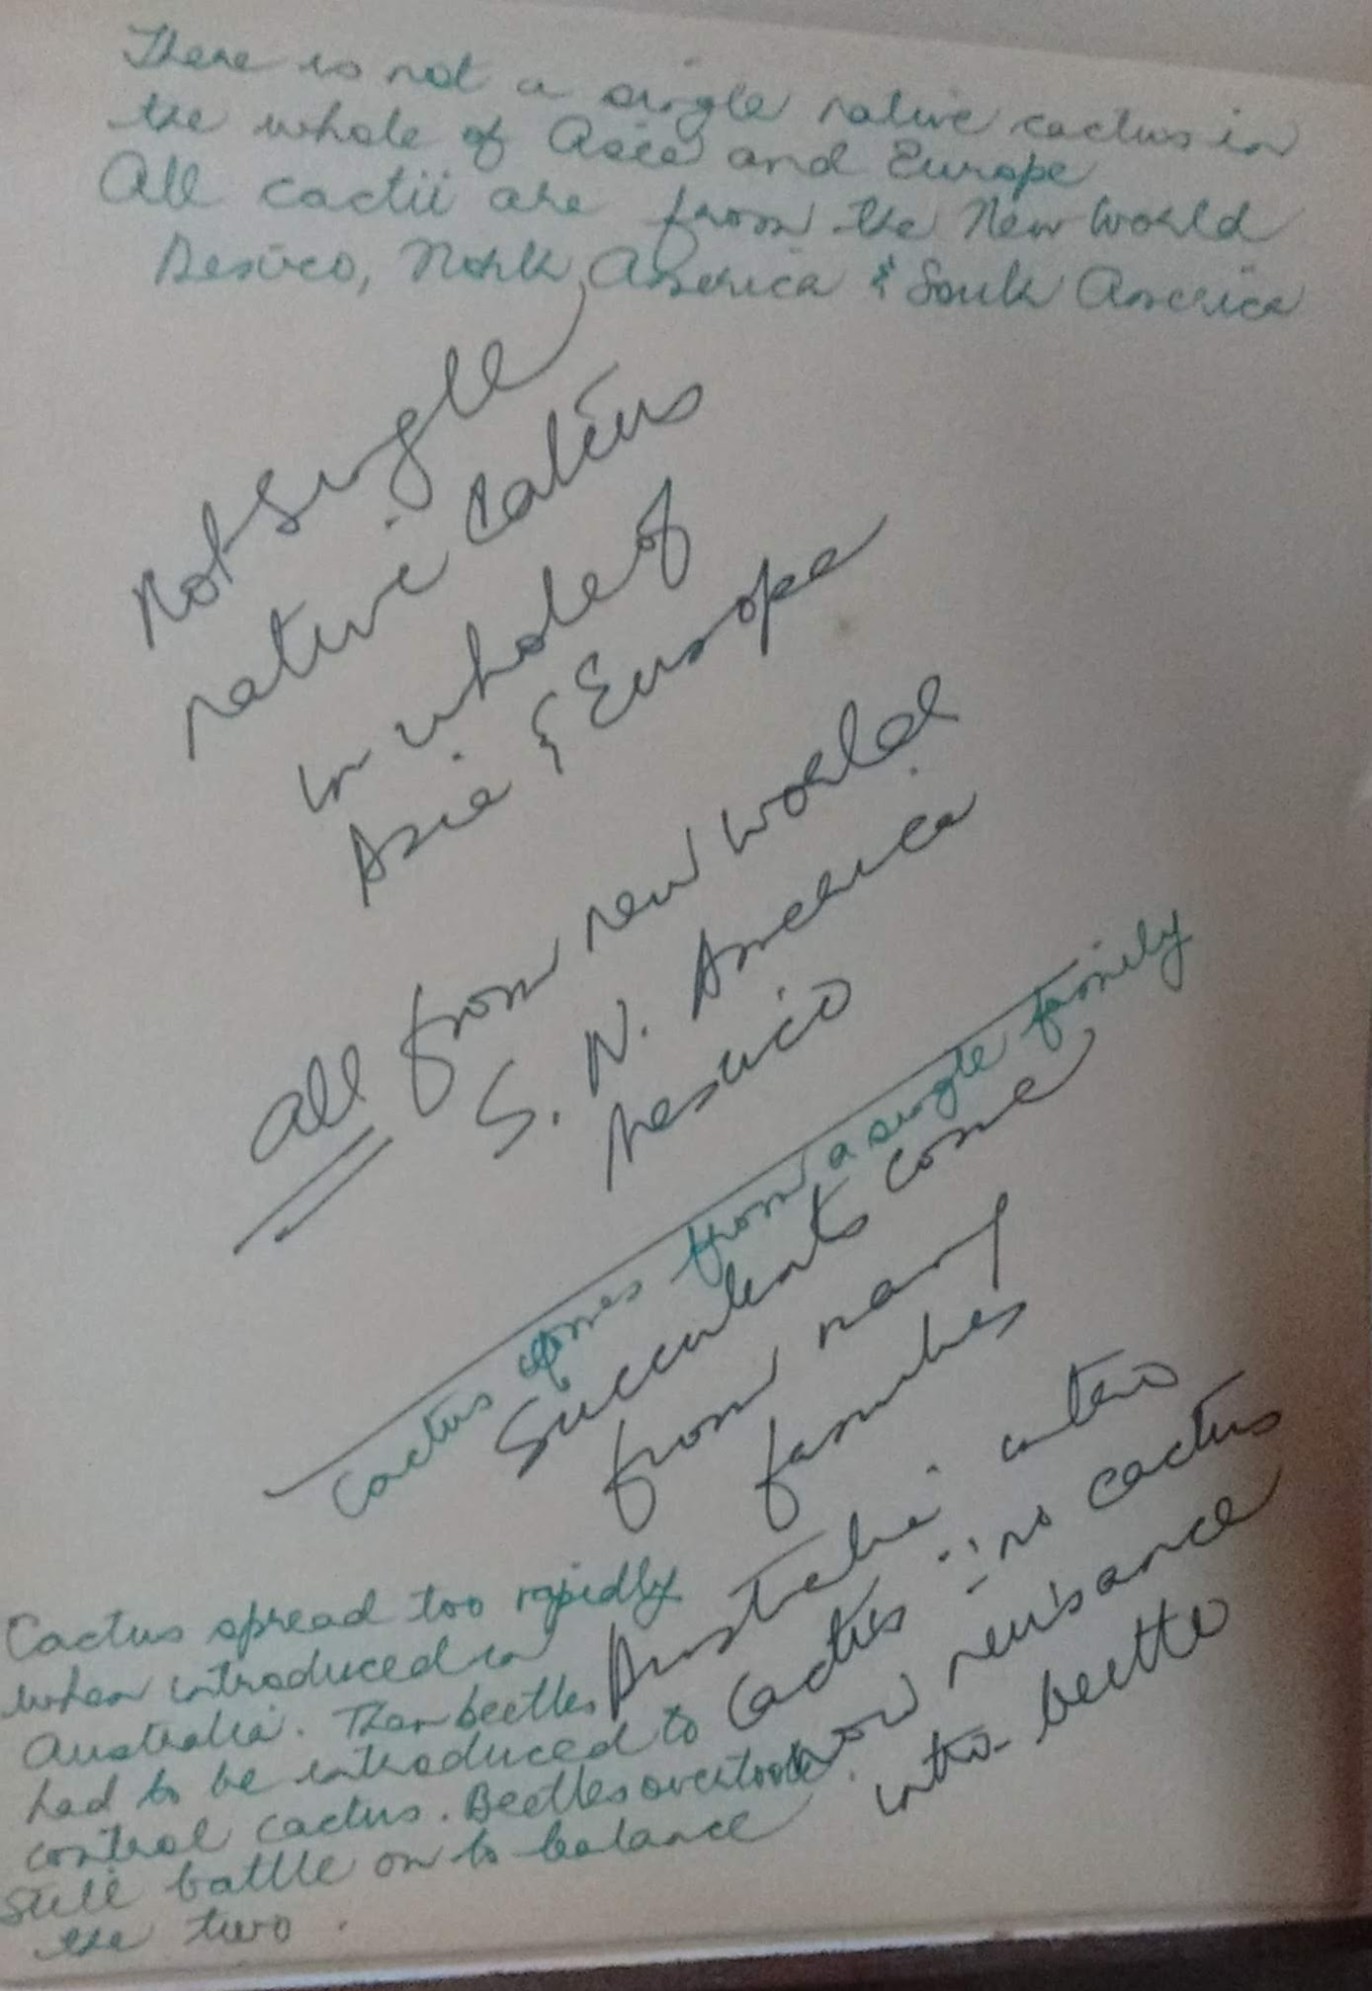 There is not a single native cactus in
the whole of Asia and Europe
All cactii are from the New World
Mexico, North America & South America
Not single
native Cactus
in whole of
Asia & Europe
all from new world
S. N. America
Mexico
Cactus comes from a single family
Succulents come
from many
families
Cactus spread too rapidly
when introduced in
Australia. Then beetles
had to be introduced to
control cactus. Beetles overtook.
Still battle on to balance
the two.
Australia intro
Cactus :: no cactus
now nuisance
intro beetle